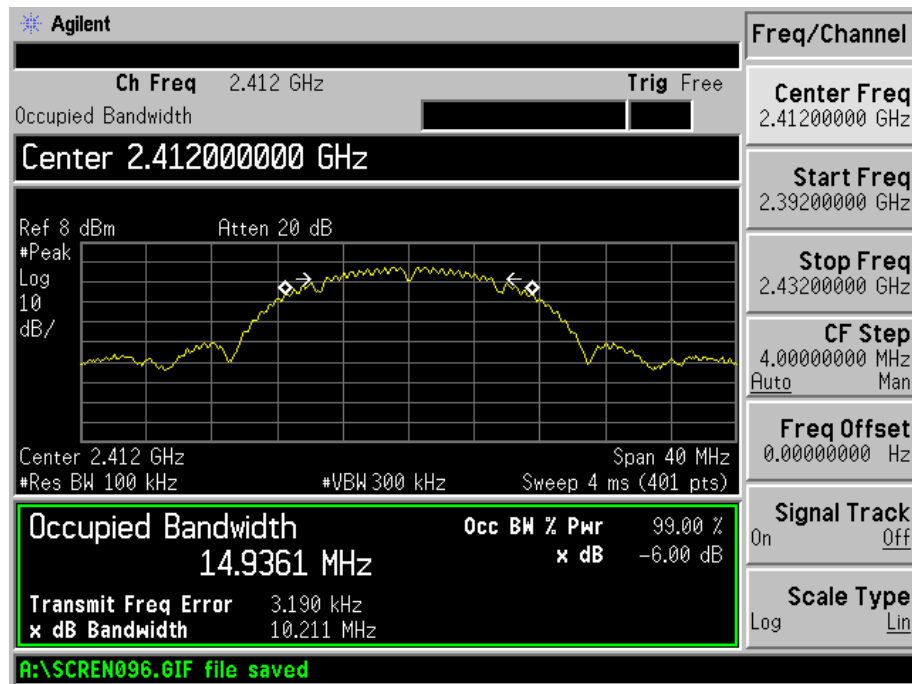 Agilent
Freq/Channel
Ch Freq 2.412 GHz Trig Free
Occupied Bandwidth
Center 2.412000000 GHz
Ref 8 dBm Atten 20 dB
#Peak
Log
10
dB/
Center 2.412 GHz Span 40 MHz
#Res BW 100 kHz #VBW 300 kHz Sweep 4 ms (401 pts)
Occupied Bandwidth
14.9361 MHz
Occ BW % Pwr 99.00 %
x dB -6.00 dB
Transmit Freq Error 3.190 kHz
x dB Bandwidth 10.211 MHz
A:\SCREN096.GIF file saved
Center Freq
2.41200000 GHz
Start Freq
2.39200000 GHz
Stop Freq
2.43200000 GHz
CF Step
4.00000000 MHz
Auto Man
Freq Offset
0.00000000 Hz
Signal Track
On Off
Scale Type
Log Lin